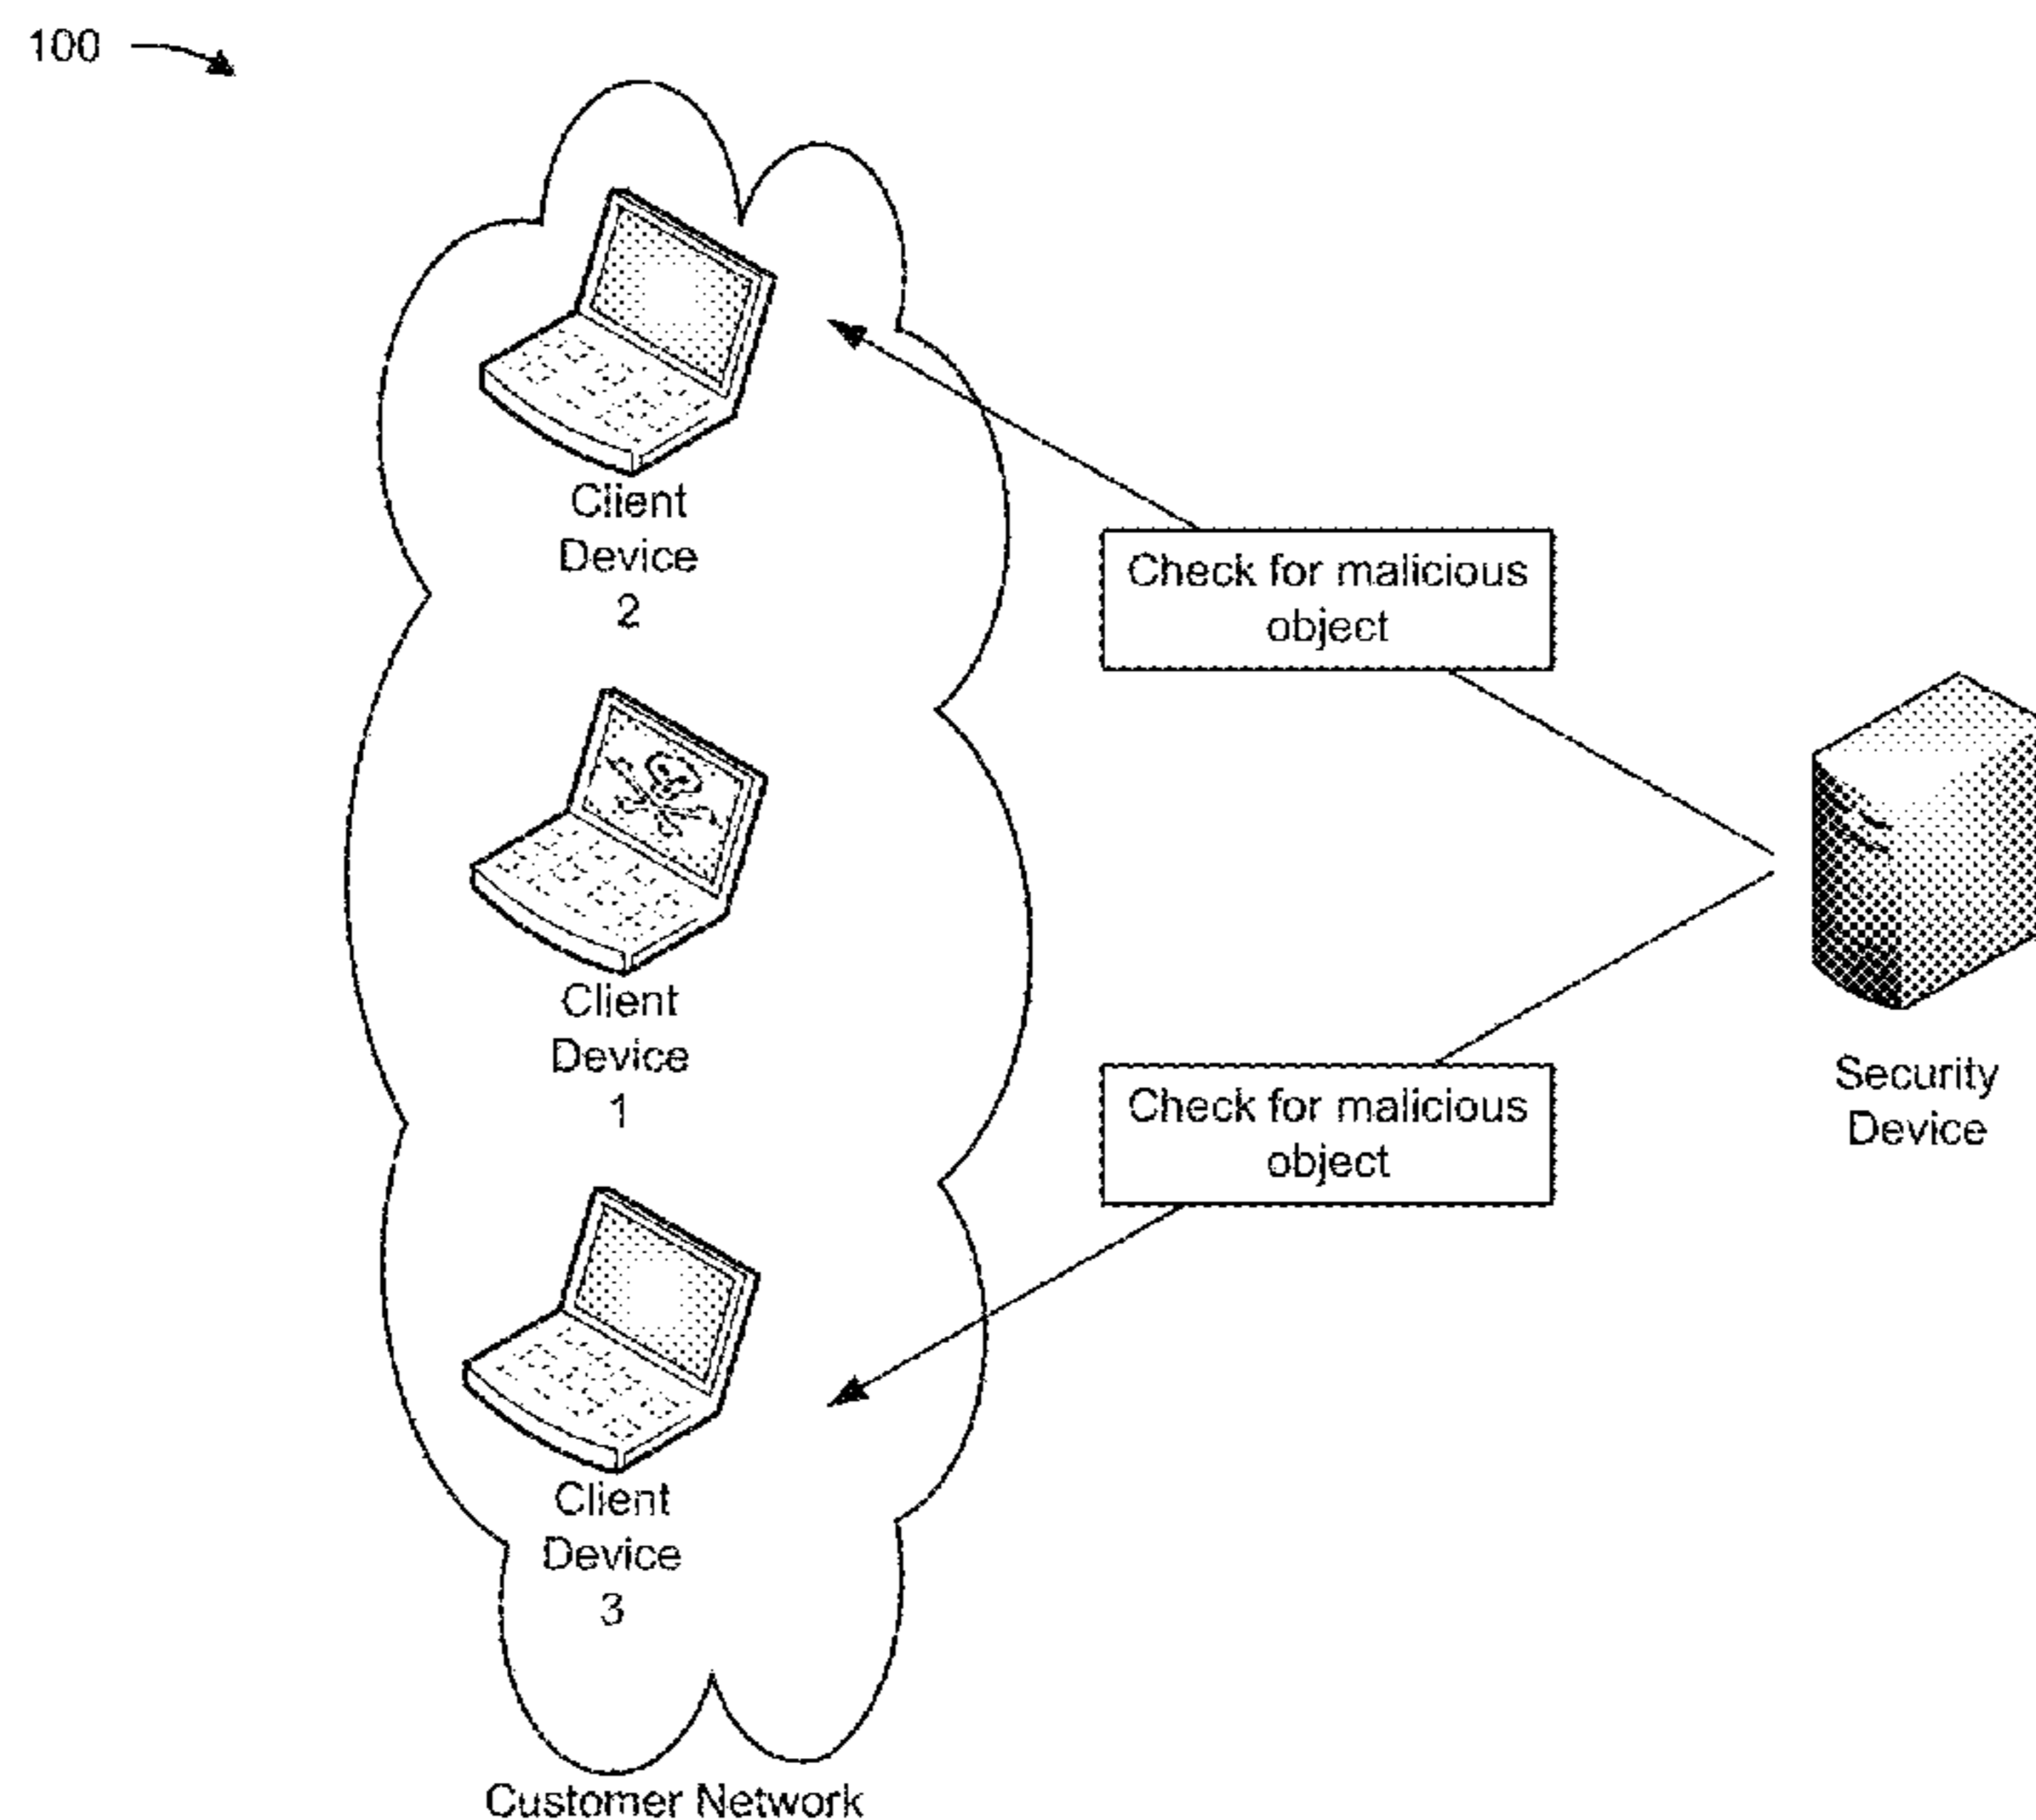 100
Client
Device
2
Check for malicious
object
Client
Device
1
Security
Device
Check for malicious
object
Client
Device
3
Customer Network